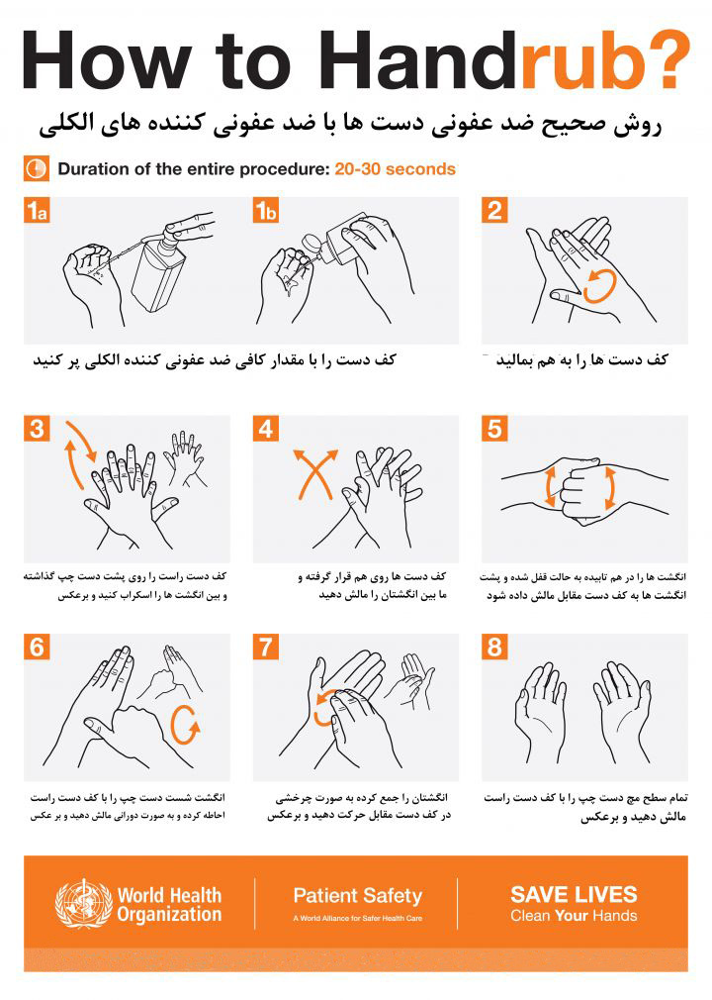 How to Handrub?
روش صحیح ضد عفونی دست ها با ضد عفونی کننده های الکلی
Duration of the entire procedure: 20-30 seconds
1a
1b
کف دست را با مقدار کافی ضد عفونی کننده الکلی پر کنید
2
کف دست ها را به هم بمالید
3
کف دست راست را روی پشت دست چپ گذاشته
و بین انگشت ها را اسکراب کنید و برعکس
4
کف دست ها روی هم قرار گرفته و
ما بین انگشتان را مالش دهید
5
انگشت ها را در هم تابیده به حالت قفل شده و پشت
انگشت ها به کف دست مقابل مالش داده شود
6
انگشت شست دست چپ را با کف دست راست
احاطه کرده و به صورت دورانی مالش دهید و بر عکس
7
انگشتان را جمع کرده به صورت چرخشی
در کف دست مقابل حرکت دهید و برعکس
8
تمام سطح مچ دست چپ را با کف دست راست
مالش دهید و برعکس
World Health
Organization
Patient Safety
A World Alliance for Safer Health Care
SAVE LIVES
Clean Your Hands